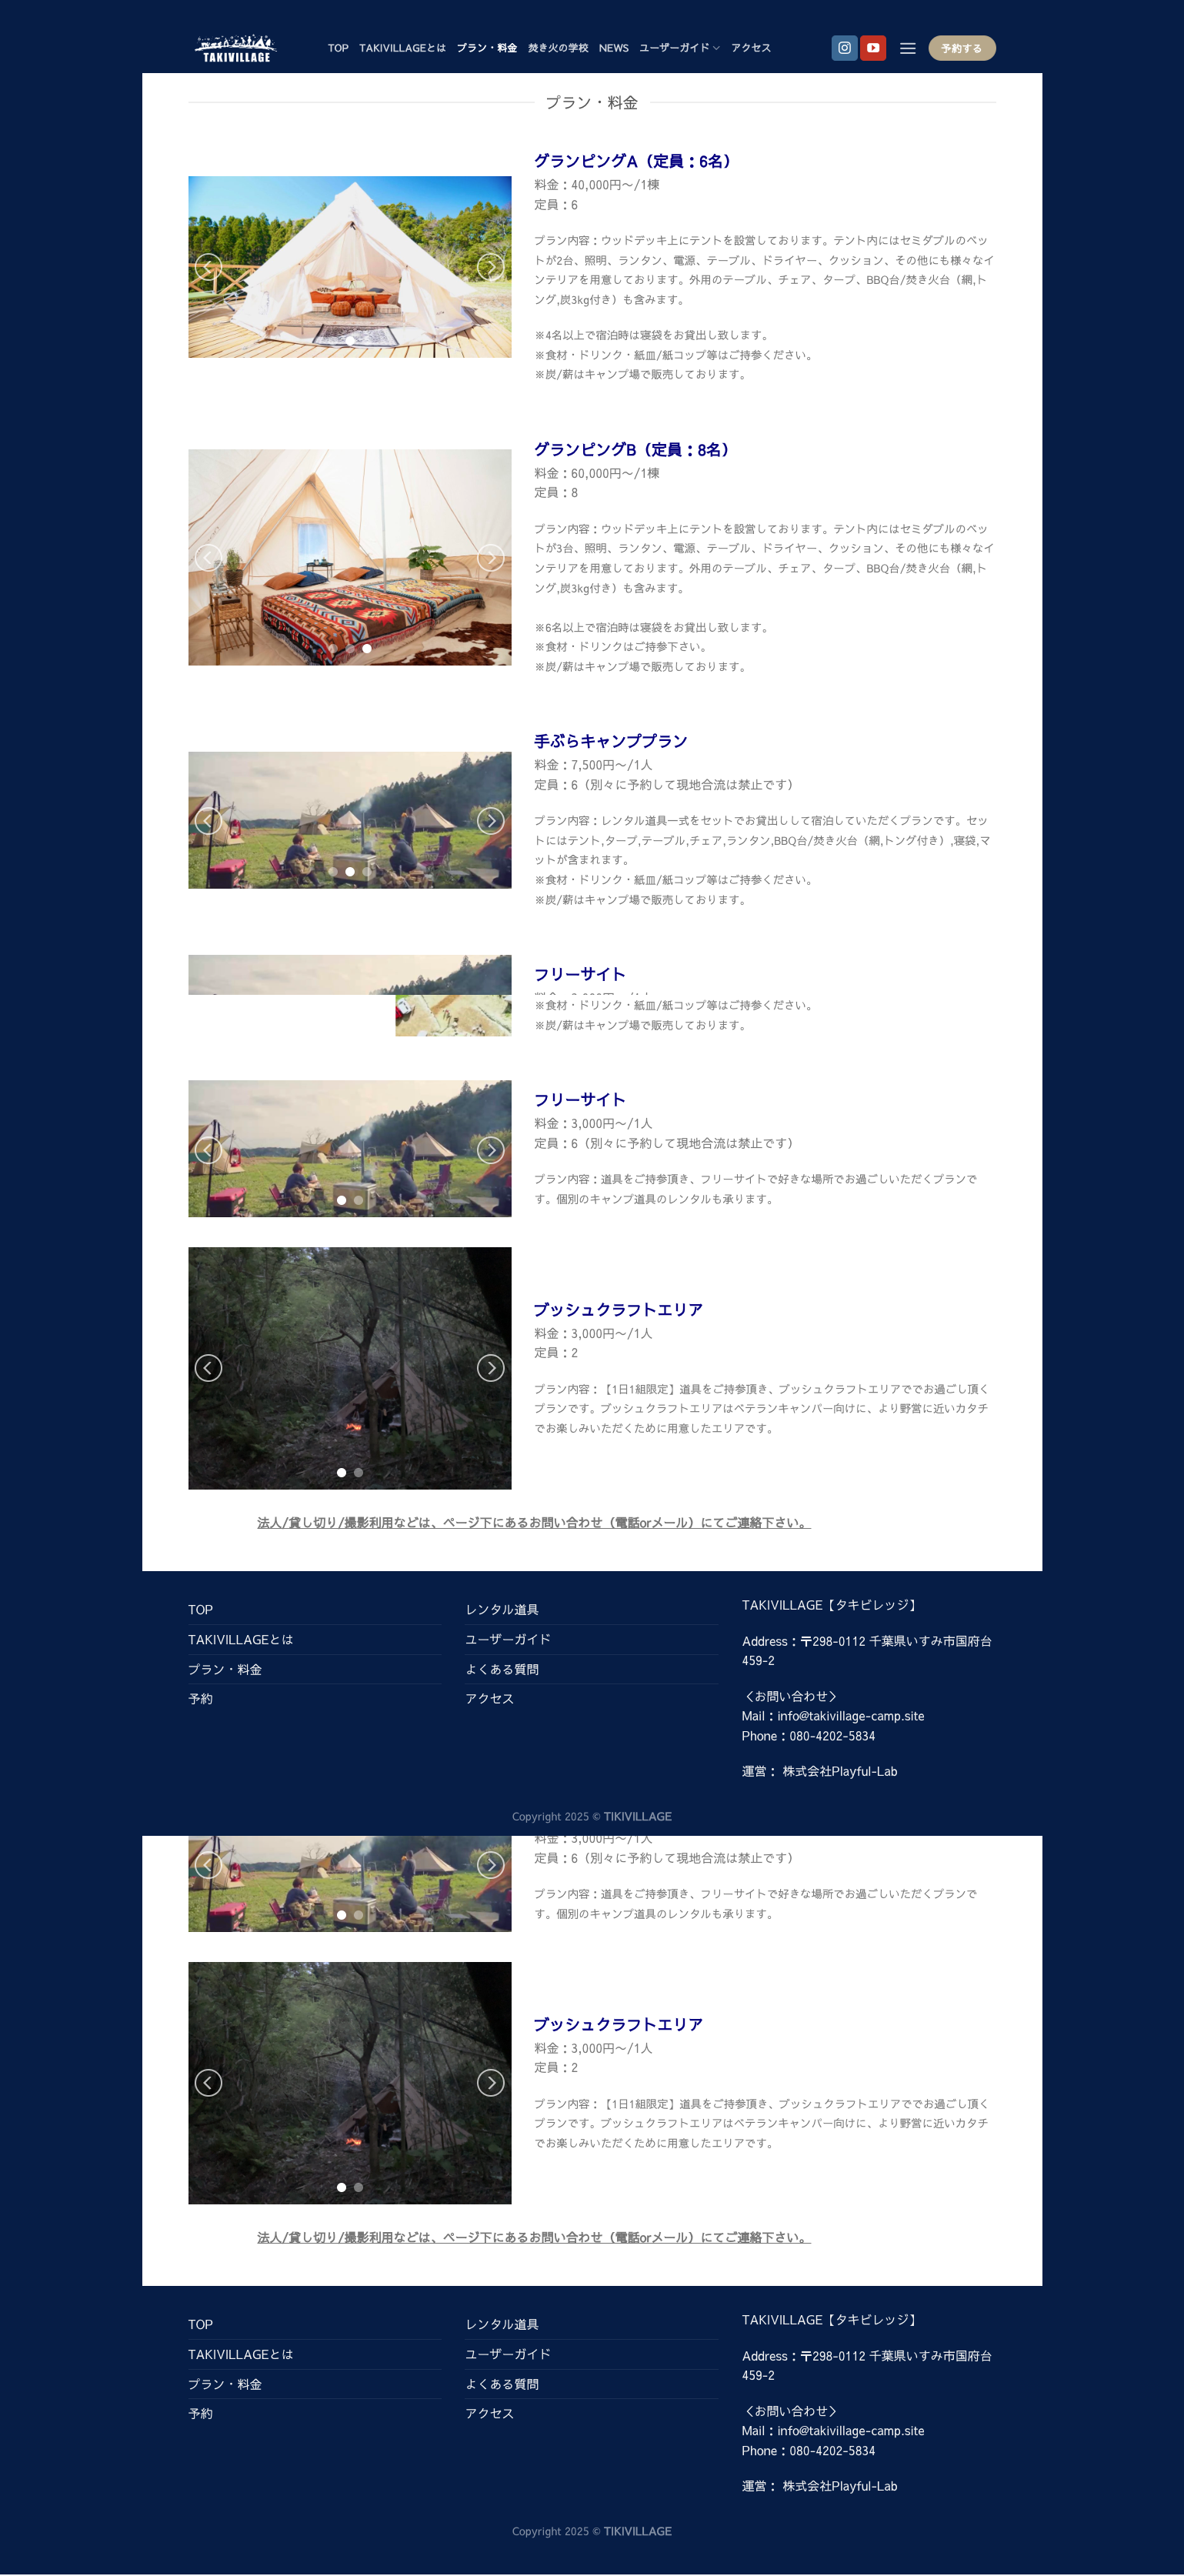 TAKIVILLAGE
TOP TAKIVILLAGEとは プラン・料金 焚き火の学校 NEWS ユーザーガイド アクセス
予約する
プラン・料金
グランピングA（定員：6名）
料金：40,000円〜/1棟
定員：6
プラン内容：ウッドデッキ上にテントを設営しております。テント内にはセミダブルのベッ
トが2台、照明、ランタン、電源、テーブル、ドライヤー、クッション、その他にも様々なイ
ンテリアを用意しております。外用のテーブル、チェア、タープ、BBQ台/焚き火台（網,ト
ング,炭3kg付き）も含みます。
※4名以上で宿泊時は寝袋をお貸出し致します。
※食材・ドリンク・紙皿/紙コップ等はご持参ください。
※炭/薪はキャンプ場で販売しております。
グランピングB（定員：8名）
料金：60,000円〜/1棟
定員：8
プラン内容：ウッドデッキ上にテントを設営しております。テント内にはセミダブルのベッ
トが3台、照明、ランタン、電源、テーブル、ドライヤー、クッション、その他にも様々なイ
ンテリアを用意しております。外用のテーブル、チェア、タープ、BBQ台/焚き火台（網,ト
ング,炭3kg付き）も含みます。
※6名以上で宿泊時は寝袋をお貸出し致します。
※食材・ドリンクはご持参下さい。
※炭/薪はキャンプ場で販売しております。
手ぶらキャンププラン
料金：7,500円〜/1人
定員：6（別々に予約して現地合流は禁止です）
プラン内容：レンタル道具一式をセットでお貸出しして宿泊していただくプランです。セッ
トにはテント,タープ,テーブル,チェア,ランタン,BBQ台/焚き火台（網,トング付き）,寝袋,マ
ットが含まれます。
※食材・ドリンク・紙皿/紙コップ等はご持参ください。
※炭/薪はキャンプ場で販売しております。
フリーサイト
※食材・ドリンク・紙皿/紙コップ等はご持参ください。
※炭/薪はキャンプ場で販売しております。
フリーサイト
料金：3,000円〜/1人
定員：6（別々に予約して現地合流は禁止です）
プラン内容：道具をご持参頂き、フリーサイトで好きな場所でお過ごしいただくプランで
す。個別のキャンプ道具のレンタルも承ります。
ブッシュクラフトエリア
料金：3,000円〜/1人
定員：2
プラン内容：【1日1組限定】道具をご持参頂き、ブッシュクラフトエリアででお過ごし頂く
プランです。ブッシュクラフトエリアはベテランキャンパー向けに、より野営に近いカタチ
でお楽しみいただくために用意したエリアです。
法人/貸し切り/撮影利用などは、ページ下にあるお問い合わせ（電話orメール）にてご連絡下さい。
TOP
TAKIVILLAGEとは
プラン・料金
予約
レンタル道具
ユーザーガイド
よくある質問
アクセス
TAKIVILLAGE【タキビレッジ】
Address：〒298-0112 千葉県いすみ市国府台
459-2
＜お問い合わせ＞
Mail：info@takivillage-camp.site
Phone：080-4202-5834
運営： 株式会社Playful-Lab
Copyright 2025 © TIKIVILLAGE
料金：3,000円〜/1人
定員：6（別々に予約して現地合流は禁止です）
プラン内容：道具をご持参頂き、フリーサイトで好きな場所でお過ごしいただくプランで
す。個別のキャンプ道具のレンタルも承ります。
ブッシュクラフトエリア
料金：3,000円〜/1人
定員：2
プラン内容：【1日1組限定】道具をご持参頂き、ブッシュクラフトエリアででお過ごし頂く
プランです。ブッシュクラフトエリアはベテランキャンパー向けに、より野営に近いカタチ
でお楽しみいただくために用意したエリアです。
法人/貸し切り/撮影利用などは、ページ下にあるお問い合わせ（電話orメール）にてご連絡下さい。
TOP
TAKIVILLAGEとは
プラン・料金
予約
レンタル道具
ユーザーガイド
よくある質問
アクセス
TAKIVILLAGE【タキビレッジ】
Address：〒298-0112 千葉県いすみ市国府台
459-2
＜お問い合わせ＞
Mail：info@takivillage-camp.site
Phone：080-4202-5834
運営： 株式会社Playful-Lab
Copyright 2025 © TIKIVILLAGE